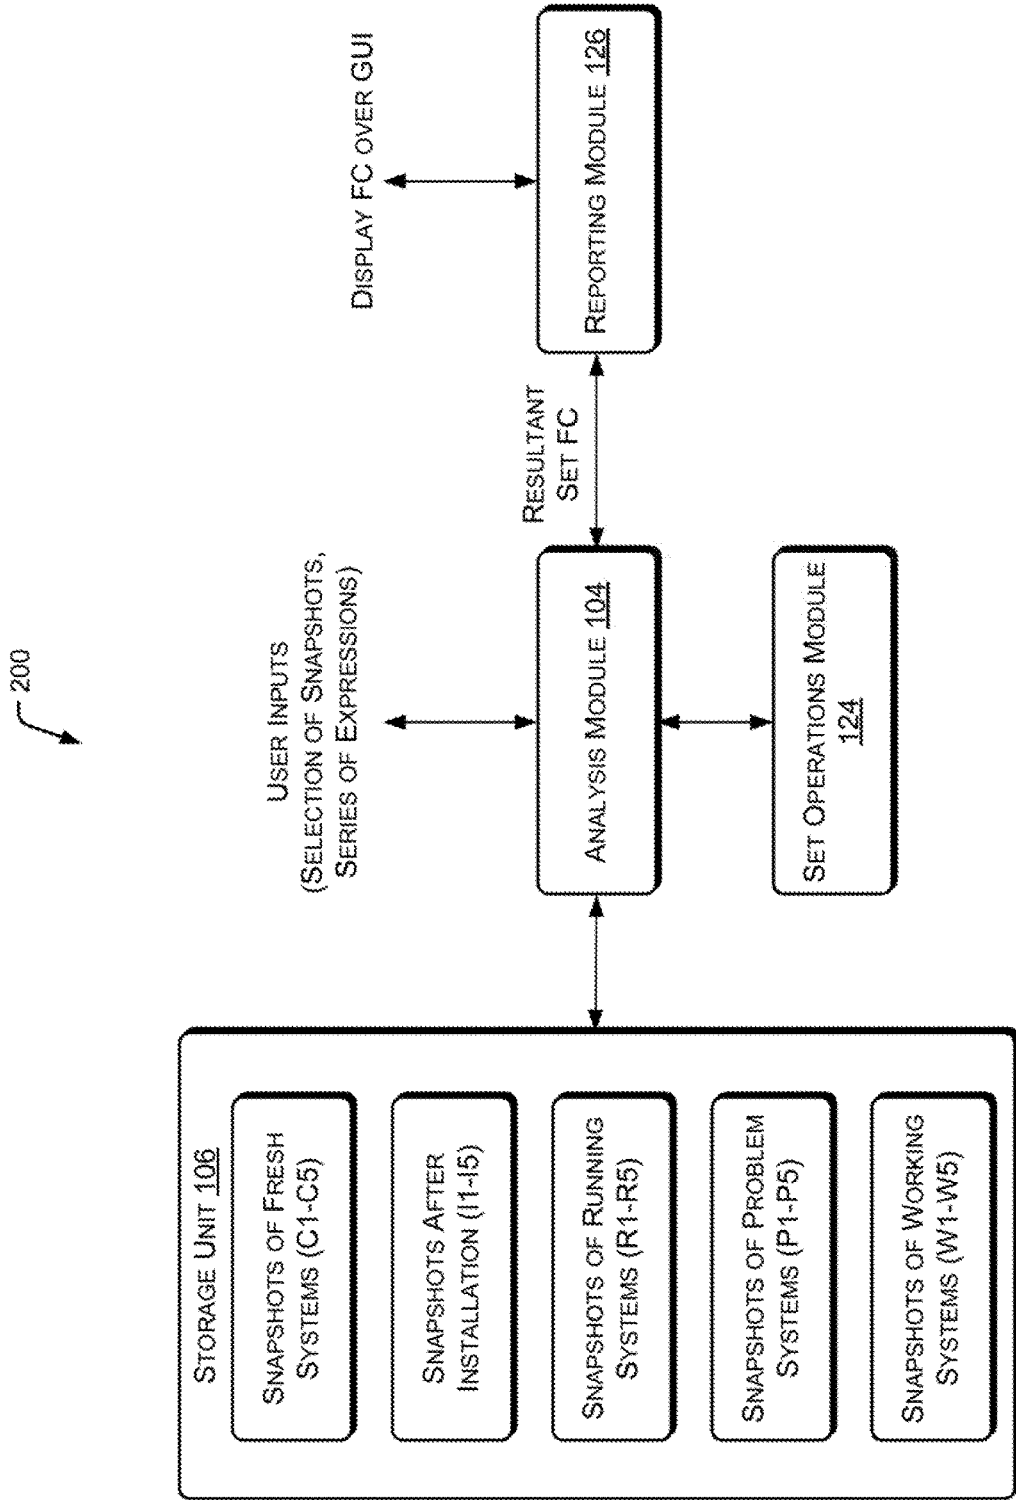 200
STORAGE UNIT 106
SNAPSHOTS OF FRESH
SYSTEMS (C1-C5)
SNAPSHOTS AFTER
INSTALLATION (I1-I5)
SNAPSHOTS OF RUNNING
SYSTEMS (R1-R5)
SNAPSHOTS OF PROBLEM
SYSTEMS (P1-P5)
SNAPSHOTS OF WORKING
SYSTEMS (W1-W5)
USER INPUTS
(SELECTION OF SNAPSHOTS,
SERIES OF EXPRESSIONS)
ANALYSIS MODULE 104
SET OPERATIONS MODULE
124
RESULTANT
SET FC
DISPLAY FC OVER GUI
REPORTING MODULE 126